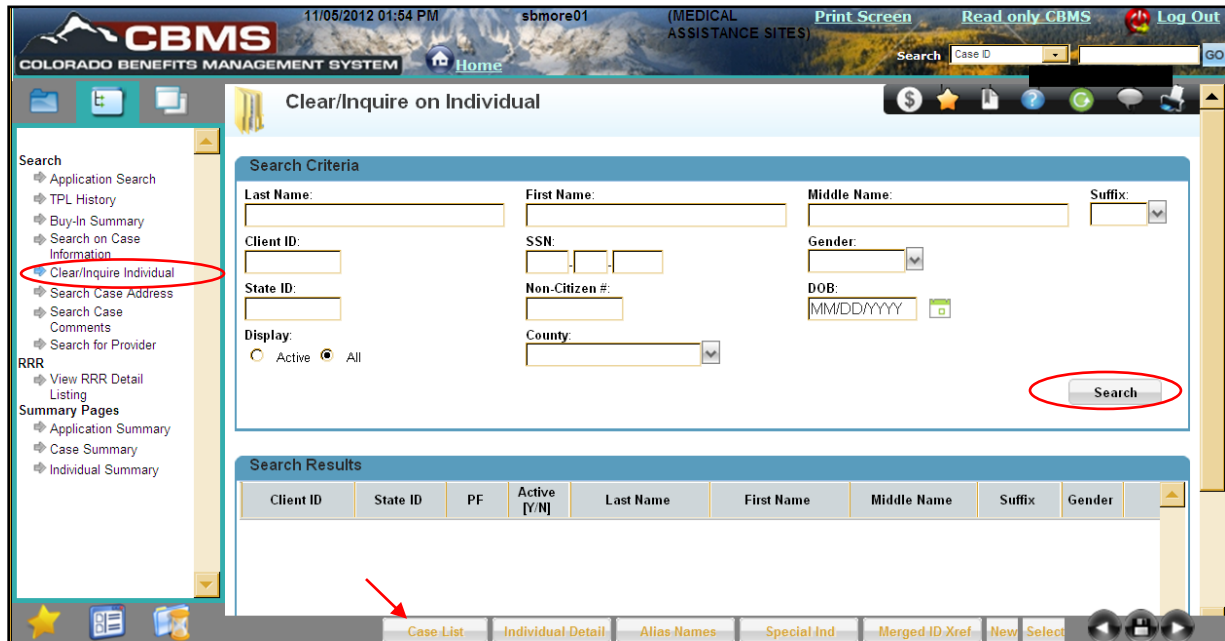 11/05/2012 01:54 PM sbmore01 (MEDICAL ASSISTANCE SITES) Print Screen Read only CBMS Log Out
CBMS
COLORADO BENEFITS MANAGEMENT SYSTEM Home
Search Case ID GO
Clear/Inquire on Individual
Search
Application Search
TPL History
Buy-In Summary
Search on Case
Information
Clear/Inquire Individual
Search Case Address
Search Case
Comments
Search for Provider
RRR
View RRR Detail
Listing
Summary Pages
Application Summary
Case Summary
Individual Summary
Search Criteria
Last Name: First Name: Middle Name: Suffix:
Client ID: SSN: Gender:
- -
State ID: Non-Citizen #: DOB:
MM/DD/YYYY
Display: County:
Active All
Search
Search Results
Client ID State ID PF Active [Y/N] Last Name First Name Middle Name Suffix Gender
Case List Individual Detail Alias Names Special Ind Merged ID Xref New Select